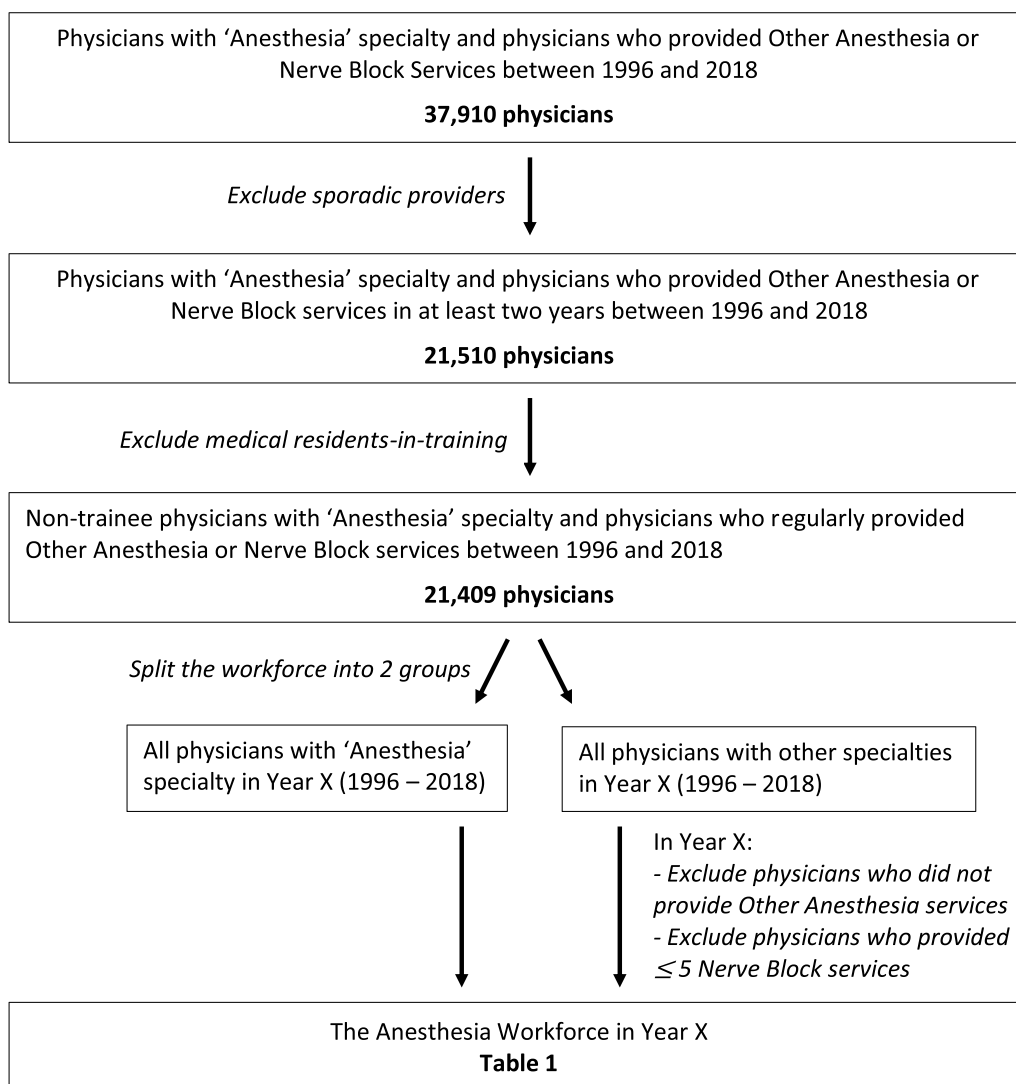 Physicians with ‘Anesthesia’ specialty and physicians who provided Other Anesthesia or
Nerve Block Services between 1996 and 2018
37,910 physicians
Exclude sporadic providers
Physicians with ‘Anesthesia’ specialty and physicians who provided Other Anesthesia or
Nerve Block services in at least two years between 1996 and 2018
21,510 physicians
Exclude medical residents-in-training
Non-trainee physicians with ‘Anesthesia’ specialty and physicians who regularly provided
Other Anesthesia or Nerve Block services between 1996 and 2018
21,409 physicians
Split the workforce into 2 groups
All physicians with ‘Anesthesia’
specialty in Year X (1996 – 2018)
All physicians with other specialties
in Year X (1996 – 2018)
In Year X:
- Exclude physicians who did not
provide Other Anesthesia services
- Exclude physicians who provided
≤ 5 Nerve Block services
The Anesthesia Workforce in Year X
Table 1